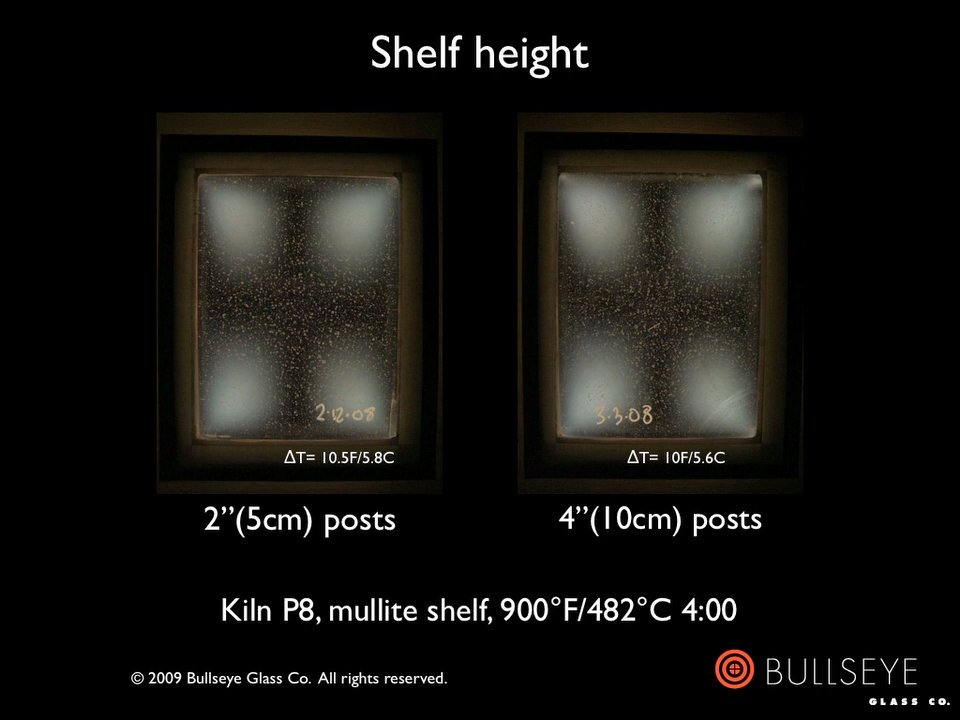 Shelf height
2·12·08
3·3·08
ΔT= 10.5F/5.8C
ΔT= 10F/5.6C
2”(5cm) posts
4”(10cm) posts
Kiln P8, mullite shelf, 900°F/482°C 4:00
© 2009 Bullseye Glass Co. All rights reserved.
BULLSEYE
GLASS CO.